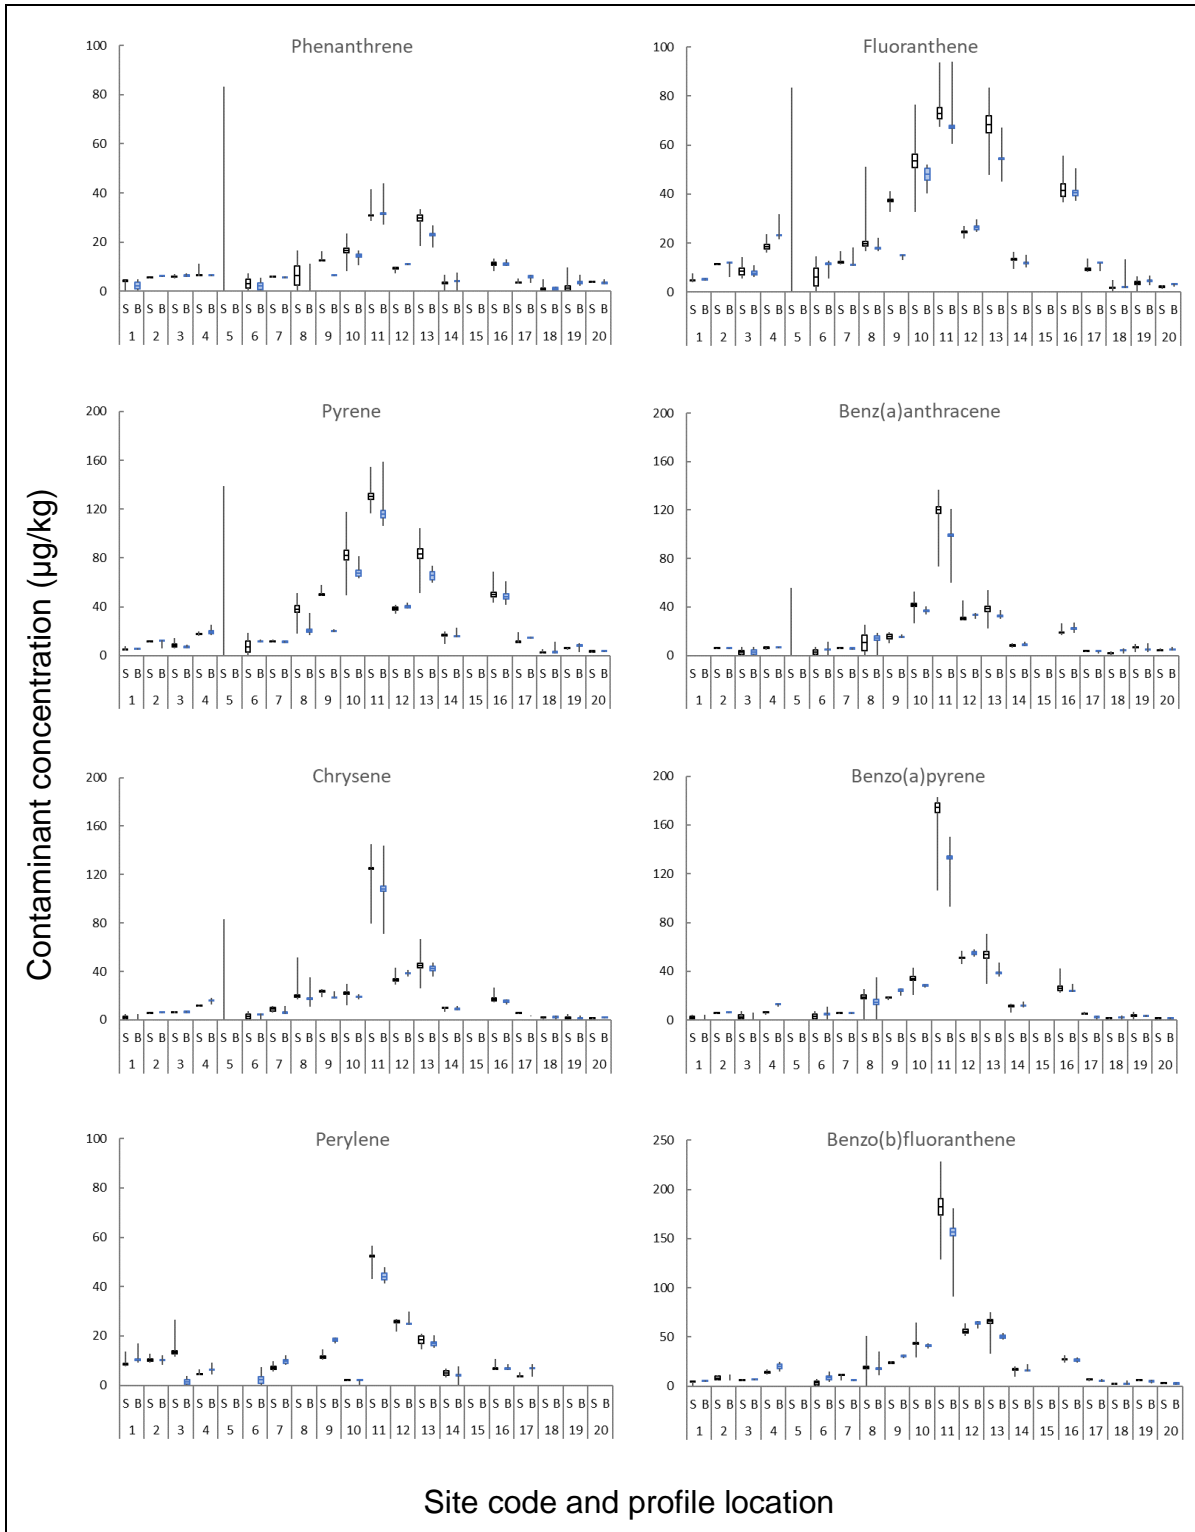 Phenanthrene
100
80
60
40
20
0
S B S B S B S B S B S B S B S B S B S B S B S B S B S B S B S B S B S B S B S B
1 2 3 4 5 6 7 8 9 10 11 12 13 14 15 16 17 18 19 20
Fluoranthene
100
80
60
40
20
0
S B S B S B S B S B S B S B S B S B S B S B S B S B S B S B S B S B S B S B S B
1 2 3 4 5 6 7 8 9 10 11 12 13 14 15 16 17 18 19 20
Pyrene
200
160
120
80
40
0
S B S B S B S B S B S B S B S B S B S B S B S B S B S B S B S B S B S B S B S B
1 2 3 4 5 6 7 8 9 10 11 12 13 14 15 16 17 18 19 20
Benz(a)anthracene
200
160
120
80
40
0
S B S B S B S B S B S B S B S B S B S B S B S B S B S B S B S B S B S B S B S B
1 2 3 4 5 6 7 8 9 10 11 12 13 14 15 16 17 18 19 20
Contaminant concentration (µg/kg)
Chrysene
200
160
120
80
40
0
S B S B S B S B S B S B S B S B S B S B S B S B S B S B S B S B S B S B S B S B
1 2 3 4 5 6 7 8 9 10 11 12 13 14 15 16 17 18 19 20
Benzo(a)pyrene
200
160
120
80
40
0
S B S B S B S B S B S B S B S B S B S B S B S B S B S B S B S B S B S B S B S B
1 2 3 4 5 6 7 8 9 10 11 12 13 14 15 16 17 18 19 20
Perylene
100
80
60
40
20
0
S B S B S B S B S B S B S B S B S B S B S B S B S B S B S B S B S B S B S B S B
1 2 3 4 5 6 7 8 9 10 11 12 13 14 15 16 17 18 19 20
Benzo(b)fluoranthene
250
200
150
100
50
0
S B S B S B S B S B S B S B S B S B S B S B S B S B S B S B S B S B S B S B S B
1 2 3 4 5 6 7 8 9 10 11 12 13 14 15 16 17 18 19 20
Site code and profile location